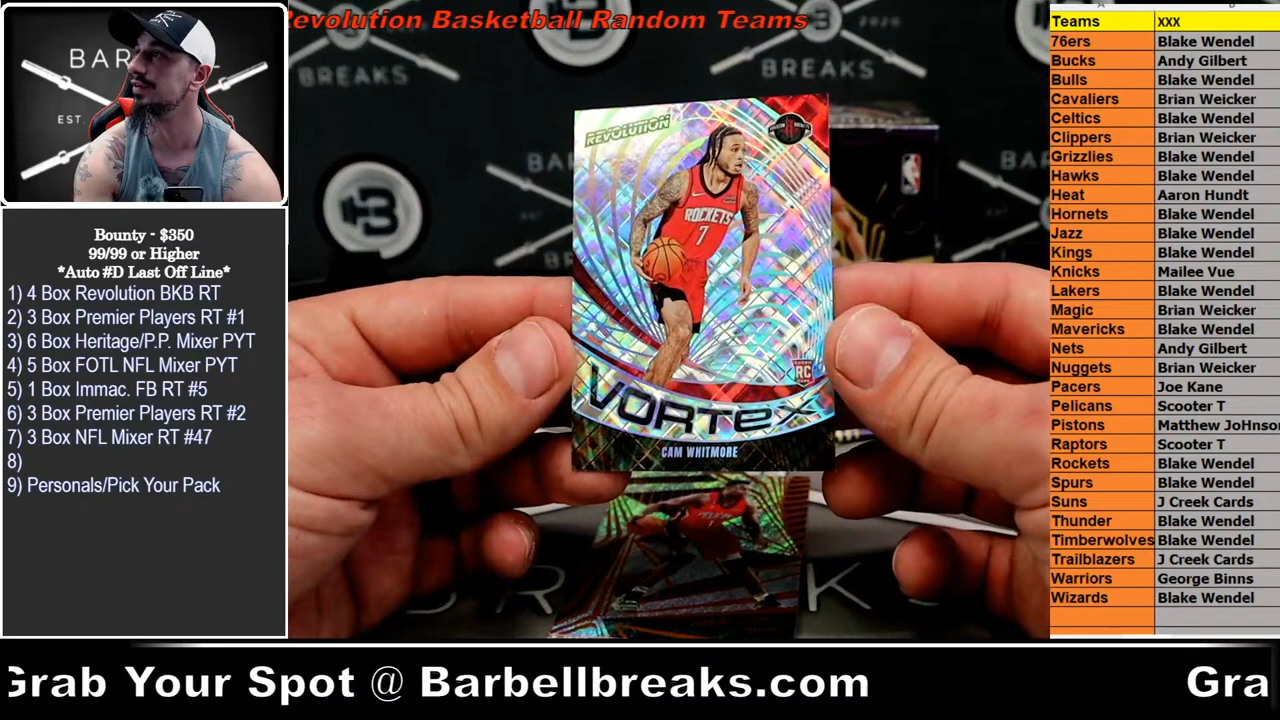 Revolution Basketball Random Teams
BAR
EST.
BREAKS
BREAKS
Bounty - $350
99/99 or Higher
*Auto #D Last Off Line*
1) 4 Box Revolution BKB RT
2) 3 Box Premier Players RT #1
3) 6 Box Heritage/P.P. Mixer PYT
4) 5 Box FOTL NFL Mixer PYT
5) 1 Box Immac. FB RT #5
6) 3 Box Premier Players RT #2
7) 3 Box NFL Mixer RT #47
8)
9) Personals/Pick Your Pack
REVOLUTION
ROCKETS
7
RC
VORTEX
CAM WHITMORE
NBA
Teams xxx
76ers Blake Wendel
Bucks Andy Gilbert
Bulls Blake Wendel
Cavaliers Brian Weicker
Celtics Blake Wendel
Clippers Brian Weicker
Grizzlies Blake Wendel
Hawks Blake Wendel
Heat Aaron Hundt
Hornets Blake Wendel
Jazz Blake Wendel
Kings Blake Wendel
Knicks Mailee Vue
Lakers Blake Wendel
Magic Brian Weicker
Mavericks Blake Wendel
Nets Andy Gilbert
Nuggets Brian Weicker
Pacers Joe Kane
Pelicans Scooter T
Pistons Matthew JoHnso
Raptors Scooter T
Rockets Blake Wendel
Spurs Blake Wendel
Suns J Creek Cards
Thunder Blake Wendel
Timberwolves Blake Wendel
Trailblazers J Creek Cards
Warriors George Binns
Wizards Blake Wendel
Grab Your Spot @ Barbellbreaks.com Gra